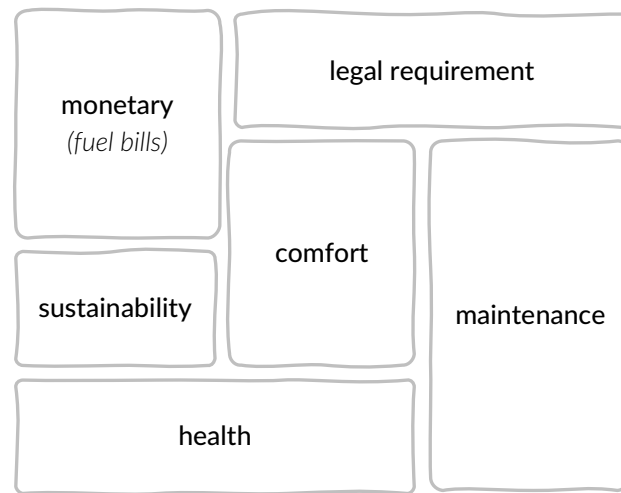 monetary
(fuel bills)
legal requirement
comfort
sustainability
maintenance
health